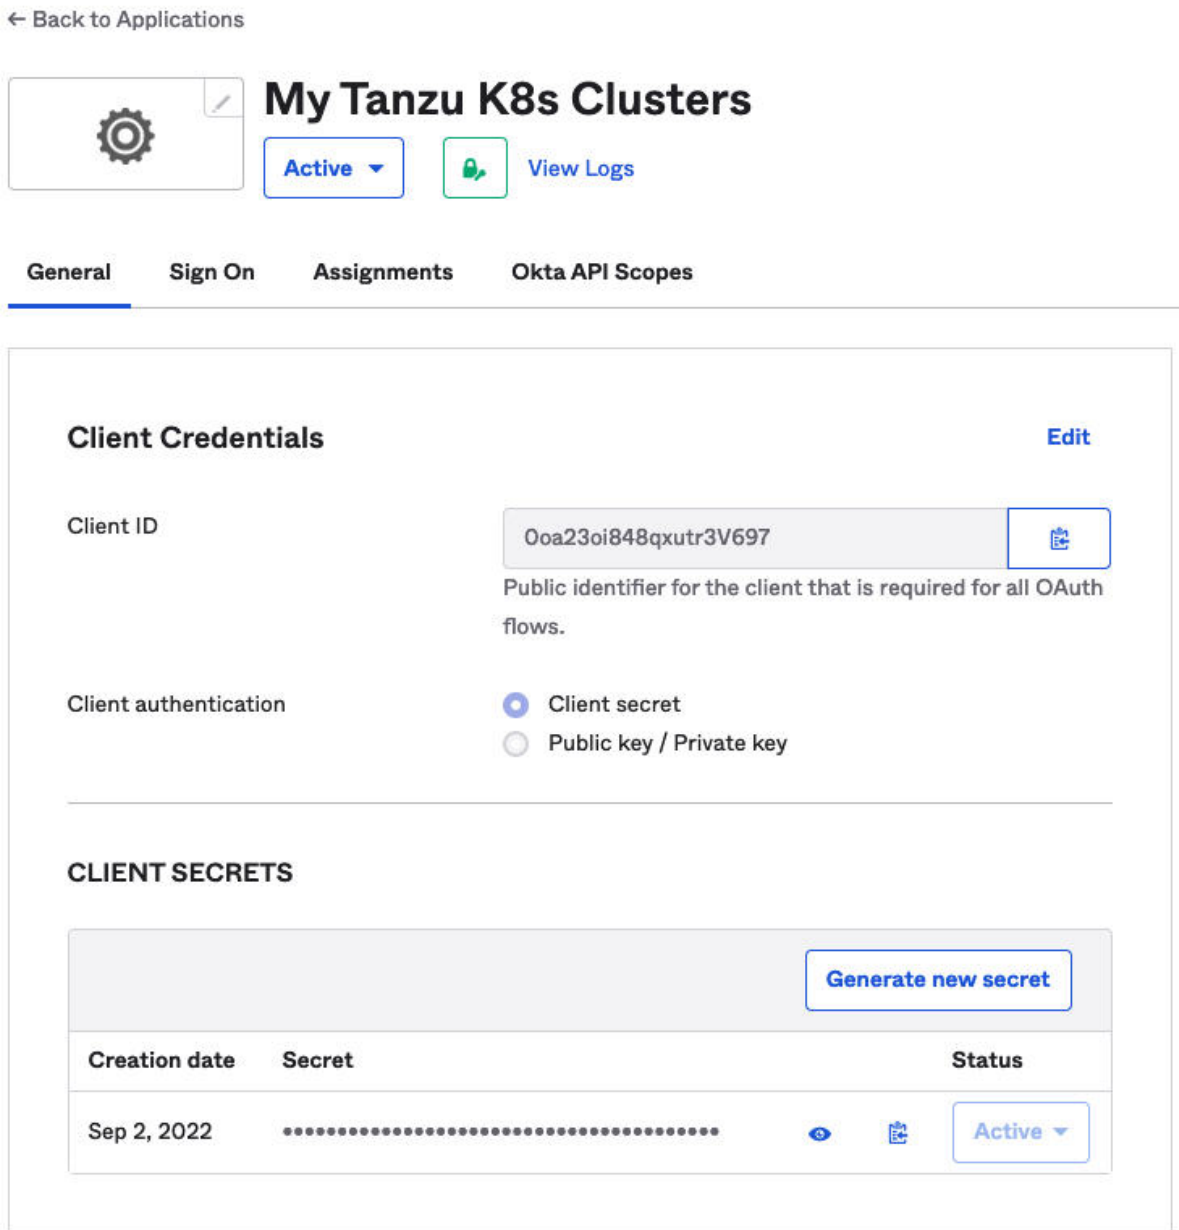 ← Back to Applications
My Tanzu K8s Clusters
Active
View Logs
General Sign On Assignments Okta API Scopes
Client Credentials
Edit
Client ID
0oa23oi848qxutr3V697
Public identifier for the client that is required for all OAuth
flows.
Client authentication
Client secret
Public key / Private key
CLIENT SECRETS
Generate new secret
Creation date Secret Status
Sep 2, 2022 •••••••••••••••••••••••••••••••••••••••• Active